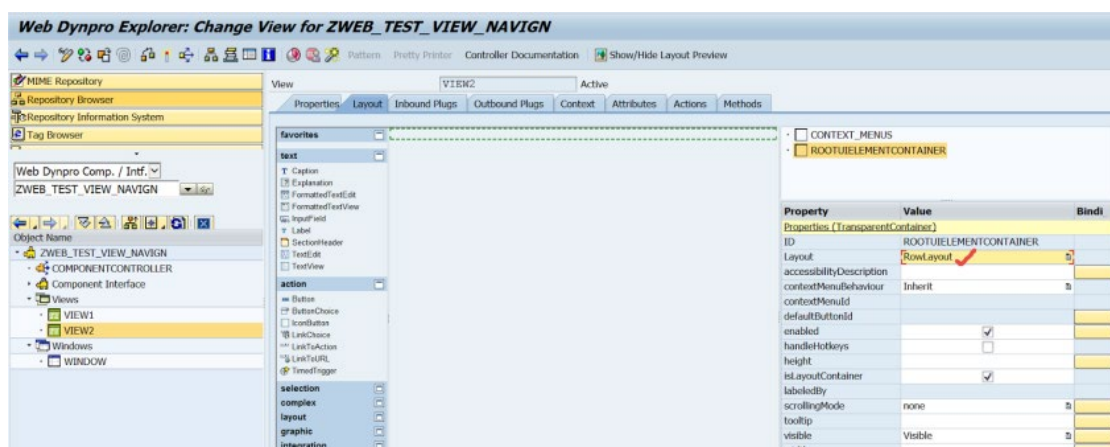 Web Dynpro Explorer: Change View for ZWEB_TEST_VIEW_NAVIGN
Pattern Pretty Printer Controller Documentation Show/Hide Layout Preview
MIME Repository
Repository Browser
Repository Information System
Tag Browser
Web Dynpro Comp. / Intf.
ZWEB_TEST_VIEW_NAVIGN
Object Name
ZWEB_TEST_VIEW_NAVIGN
COMPONENTCONTROLLER
Component Interface
Views
VIEW1
VIEW2
Windows
WINDOW
View VIEW2 Active
Properties Layout Inbound Plugs Outbound Plugs Context Attributes Actions Methods
favorites
text
Caption
Explanation
FormattedTextEdit
FormattedTextView
InputField
Label
SectionHeader
TextEdit
TextView
action
Button
ButtonChoice
IconButton
LinkChoice
LinkToAction
LinkToURL
TimedTrigger
selection
complex
layout
graphic
integration
CONTEXT_MENUS
ROOTUIELEMENTCONTAINER
Property Value Bindi
Properties (TransparentContainer)
ID ROOTUIELEMENTCONTAINER
Layout RowLayout
accessibilityDescription
contextMenuBehaviour Inherit
contextMenuId
defaultButtonId
enabled
handleHotkeys
height
isLayoutContainer
labeledBy
scrollingMode none
tooltip
visible Visible